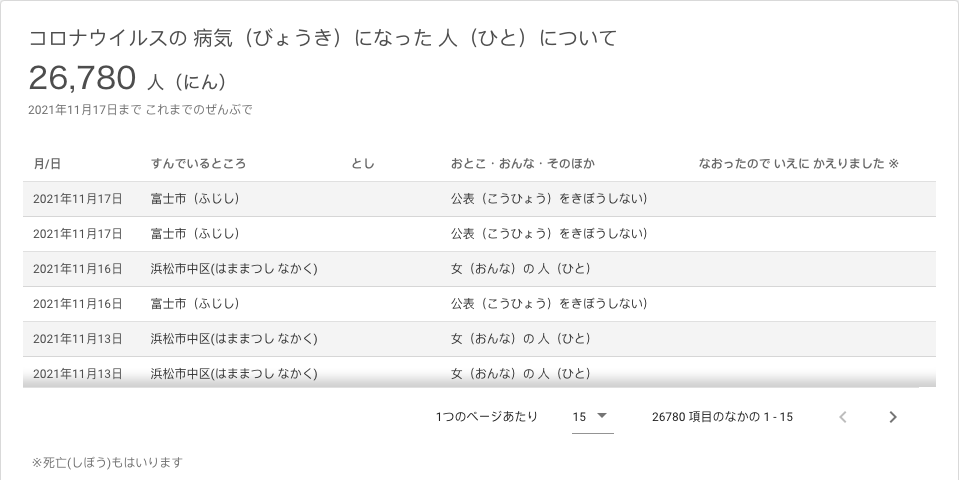 コロナウイルスの 病気（びょうき）になった 人（ひと）について
26,780 人（にん）
2021年11月17日まで これまでのぜんぶで
月/日 すんでいるところ とし おとこ・おんな・そのほか なおったので いえに かえりました ※
2021年11月17日 富士市（ふじし） 公表（こうひょう）をきぼうしない）
2021年11月17日 富士市（ふじし） 公表（こうひょう）をきぼうしない）
2021年11月16日 浜松市中区(はままつし なかく) 女（おんな）の 人（ひと）
2021年11月16日 富士市（ふじし） 公表（こうひょう）をきぼうしない）
2021年11月13日 浜松市中区(はままつし なかく) 女（おんな）の 人（ひと）
2021年11月13日 浜松市中区(はままつし なかく) 女（おんな）の 人（ひと）
1つのページあたり 15 26780 項目のなかの 1 - 15
※死亡(しぼう)もはいります